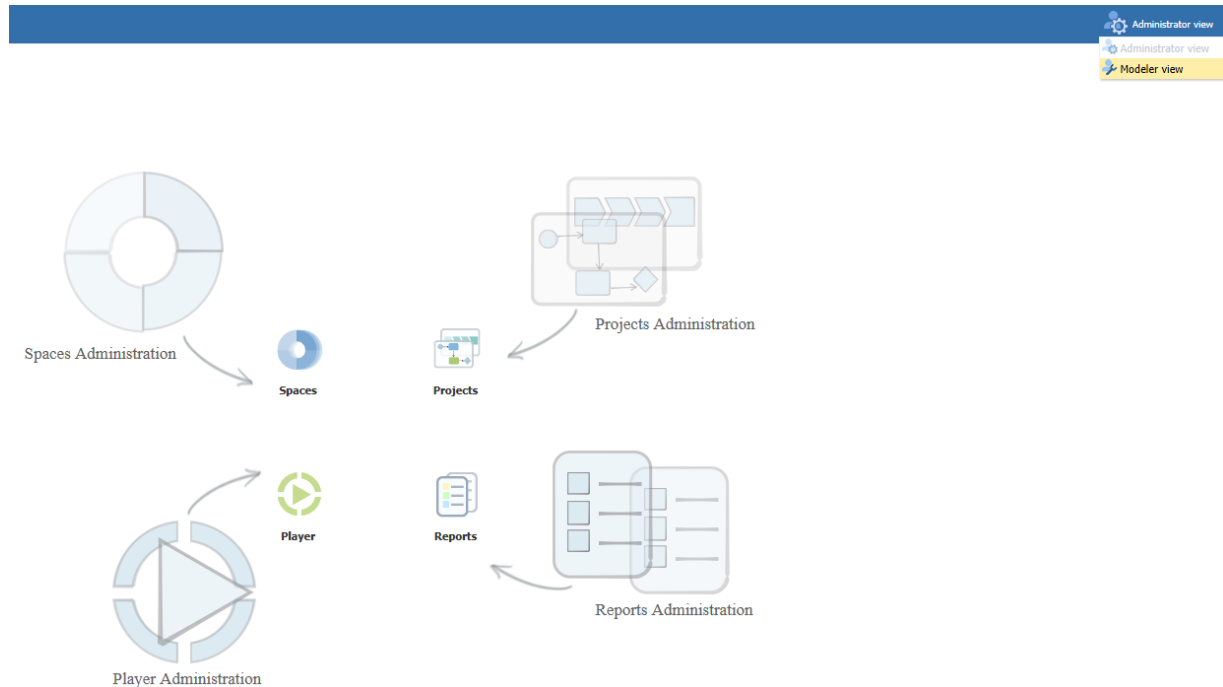 Administrator view
Administrator view
Modeler view
Projects Administration
Spaces Administration
Spaces
Projects
Player
Reports
Reports Administration
Player Administration